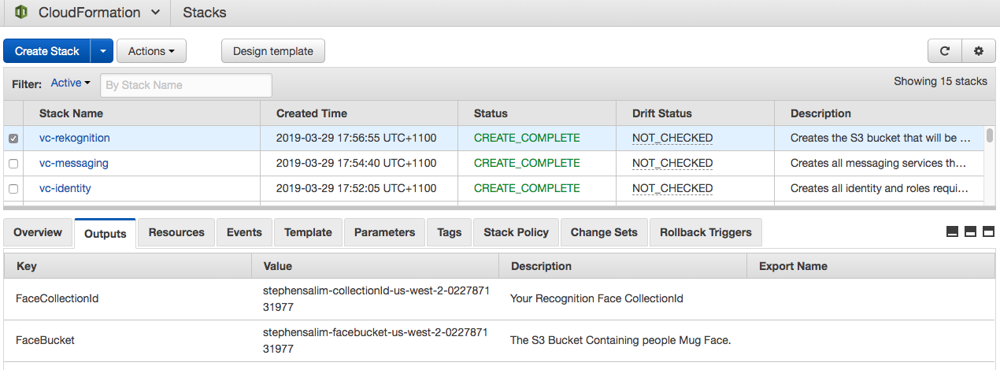 CloudFormation Stacks
Create Stack Actions Design template
Filter: Active By Stack Name Showing 15 stacks
Stack Name Created Time Status Drift Status Description
vc-rekognition 2019-03-29 17:56:55 UTC+1100 CREATE_COMPLETE NOT_CHECKED Creates the S3 bucket that will be ...
vc-messaging 2019-03-29 17:54:40 UTC+1100 CREATE_COMPLETE NOT_CHECKED Creates all messaging services th...
vc-identity 2019-03-29 17:52:05 UTC+1100 CREATE_COMPLETE NOT_CHECKED Creates all identity and roles requi...
Overview Outputs Resources Events Template Parameters Tags Stack Policy Change Sets Rollback Triggers
Key Value Description Export Name
FaceCollectionId stephensalim-collectionId-us-west-2-0227871 Your Recognition Face CollectionId
31977
FaceBucket stephensalim-facebucket-us-west-2-0227871 The S3 Bucket Containing people Mug Face.
31977